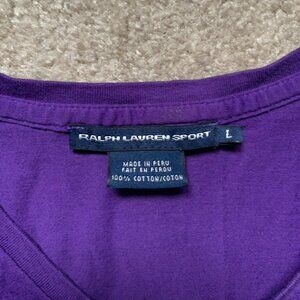 RALPH LAUREN SPORT
L
MADE IN PERU
FAIT EN PEROU
100% COTTON/COTON